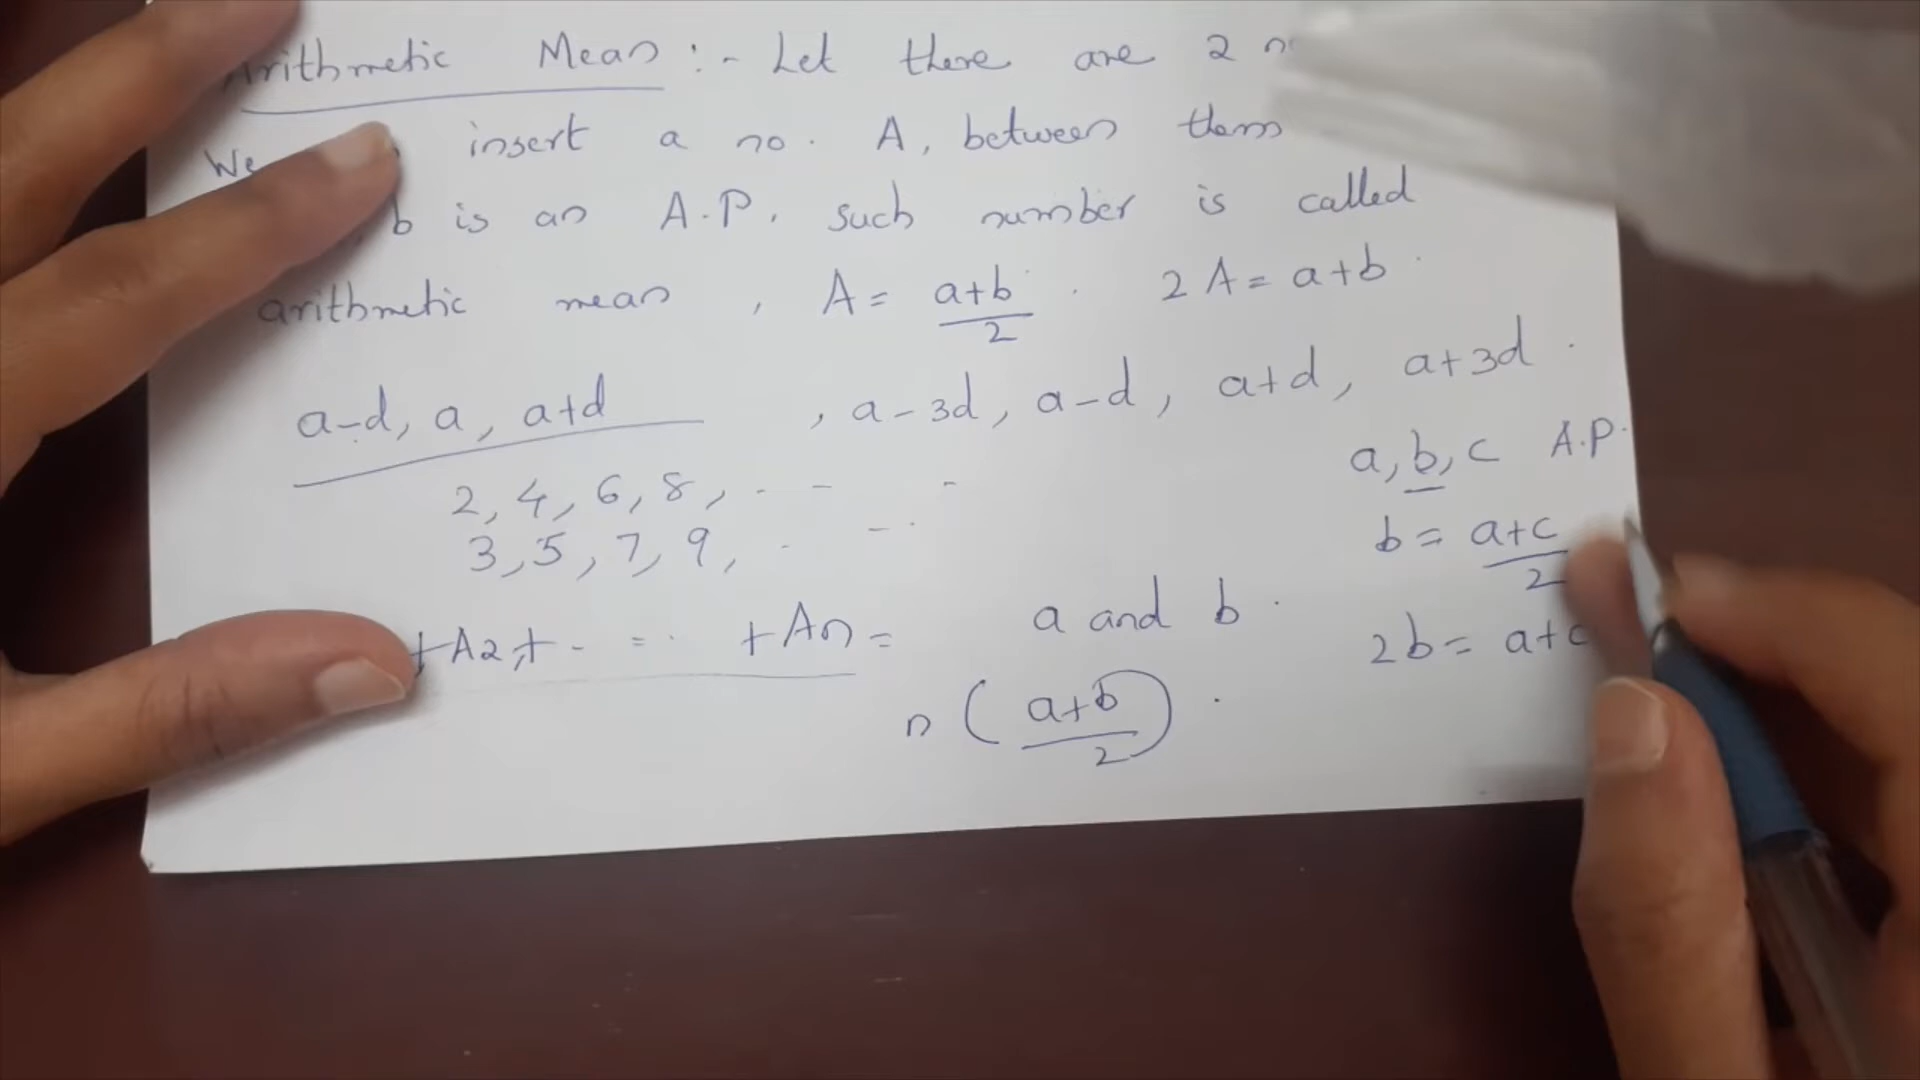 Arithmetic Mean :- Let there are 2
We insert a no. A, between them
b is an A.P. such number is called
arithmetic mean, A = a+b/2 . 2A = a+b .
a-d, a, a+d , a-3d, a-d, a+d, a+3d .
2, 4, 6, 8, . - -
3, 5, 7, 9, . - .
a, b, c A.P.
b = a+c/2
+A2,+ - = . +An = a and b .
n (a+b/2) .
2b = a+c